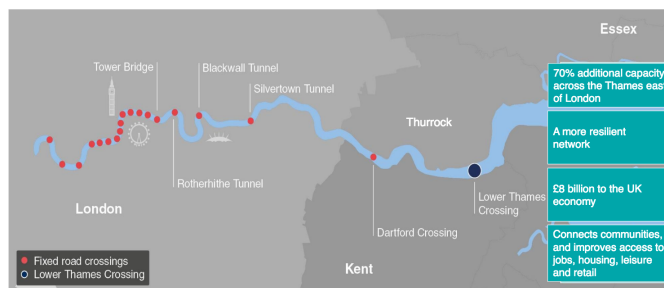 Essex
Tower Bridge
Blackwall Tunnel
Silvertown Tunnel
70% additional capacity
across the Thames east
of London
Thurrock
A more resilient
network
Rotherhithe Tunnel
£8 billion to the UK
economy
Lower Thames
Crossing
London
Dartford Crossing
Connects communities,
and improves access to
jobs, housing, leisure
and retail
Fixed road crossings
Lower Thames Crossing
Kent